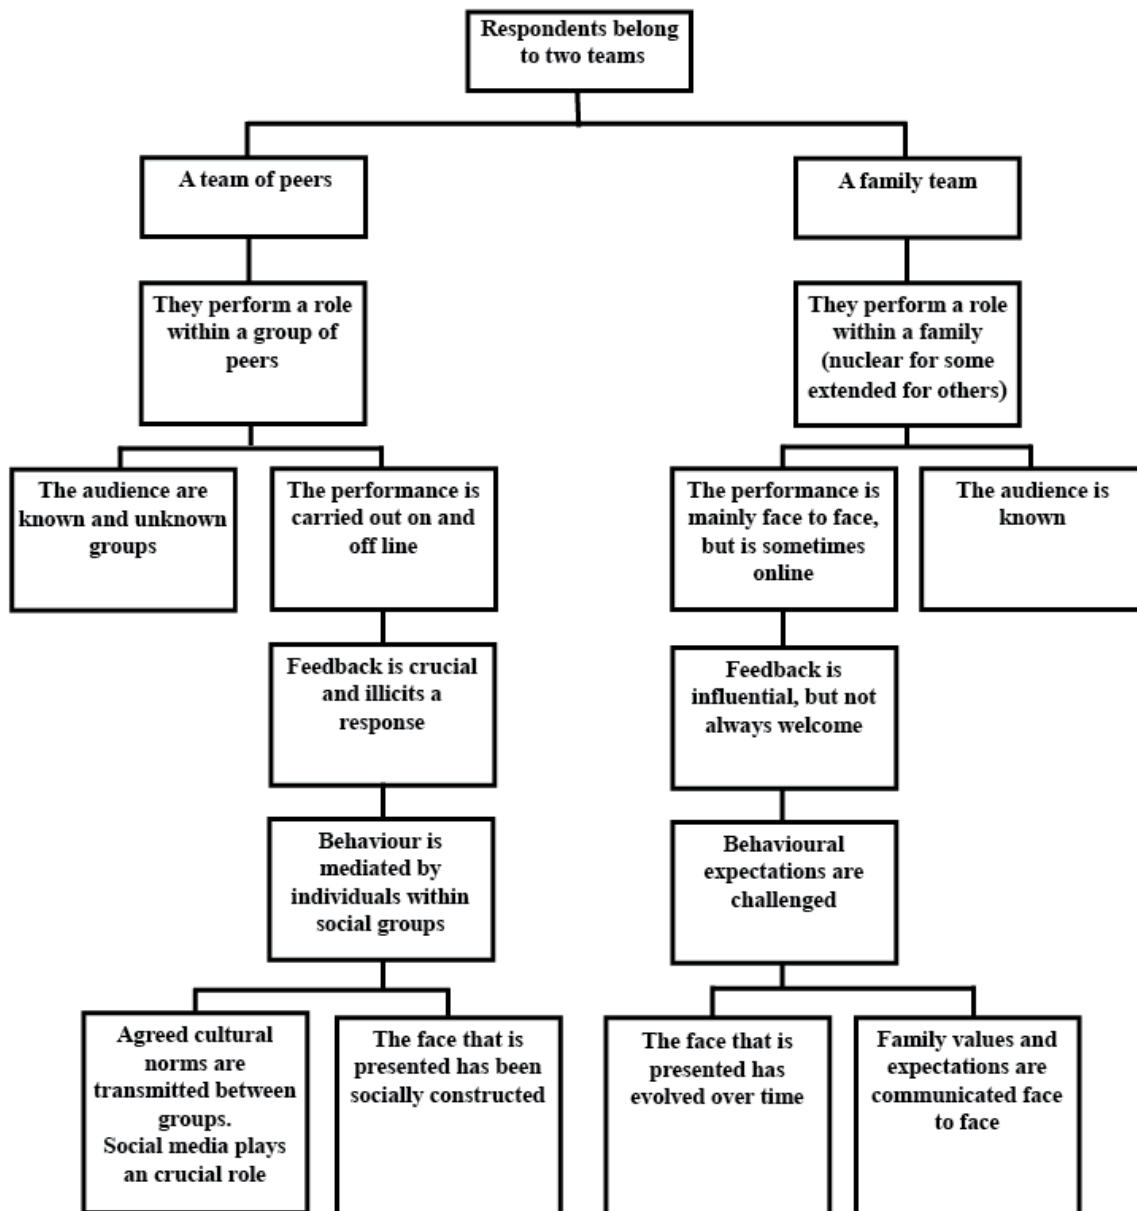 Respondents belong
to two teams
A team of peers
A family team
They perform a role
within a group of
peers
They perform a role
within a family
(nuclear for some
extended for others)
The audience are
known and unknown
groups
The performance is
carried out on and
off line
The performance is
mainly face to face,
but is sometimes
online
The audience is
known
Feedback is crucial
and illicits a
response
Feedback is
influential, but not
always welcome
Behaviour is
mediated by
individuals within
social groups
Behavioural
expectations are
challenged
Agreed cultural
norms are
transmitted between
groups.
Social media plays
an crucial role
The face that is
presented has been
socially constructed
The face that is
presented has
evolved over time
Family values and
expectations are
communicated face
to face